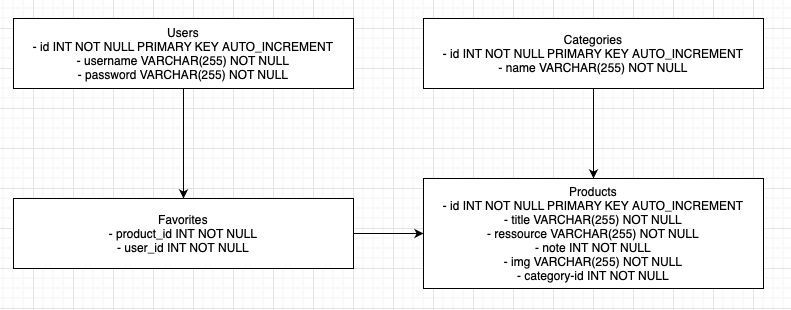 Users
- id INT NOT NULL PRIMARY KEY AUTO_INCREMENT
- username VARCHAR(255) NOT NULL
- password VARCHAR(255) NOT NULL
Categories
- id INT NOT NULL PRIMARY KEY AUTO_INCREMENT
- name VARCHAR(255) NOT NULL
Favorites
- product_id INT NOT NULL
- user_id INT NOT NULL
Products
- id INT NOT NULL PRIMARY KEY AUTO_INCREMENT
- title VARCHAR(255) NOT NULL
- ressource VARCHAR(255) NOT NULL
- note INT NOT NULL
- img VARCHAR(255) NOT NULL
- category-id INT NOT NULL